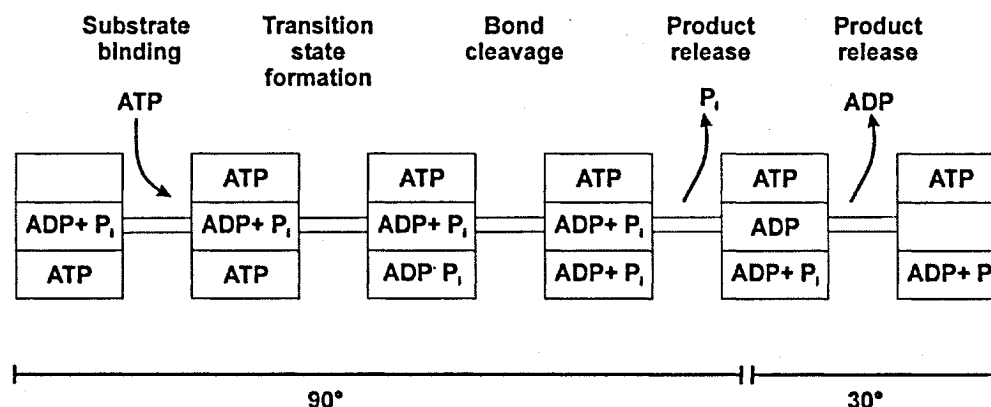 Substrate binding
Transition state formation
Bond cleavage
Product release
Product release
ATP
Pi
ADP
ATP
ATP
ATP
ATP
ATP
ADP+ Pi
ADP+ Pi
ADP+ Pi
ADP+ Pi
ADP
ATP
ATP
ADP· Pi
ADP+ Pi
ADP+ Pi
ADP+ P
90°
30°